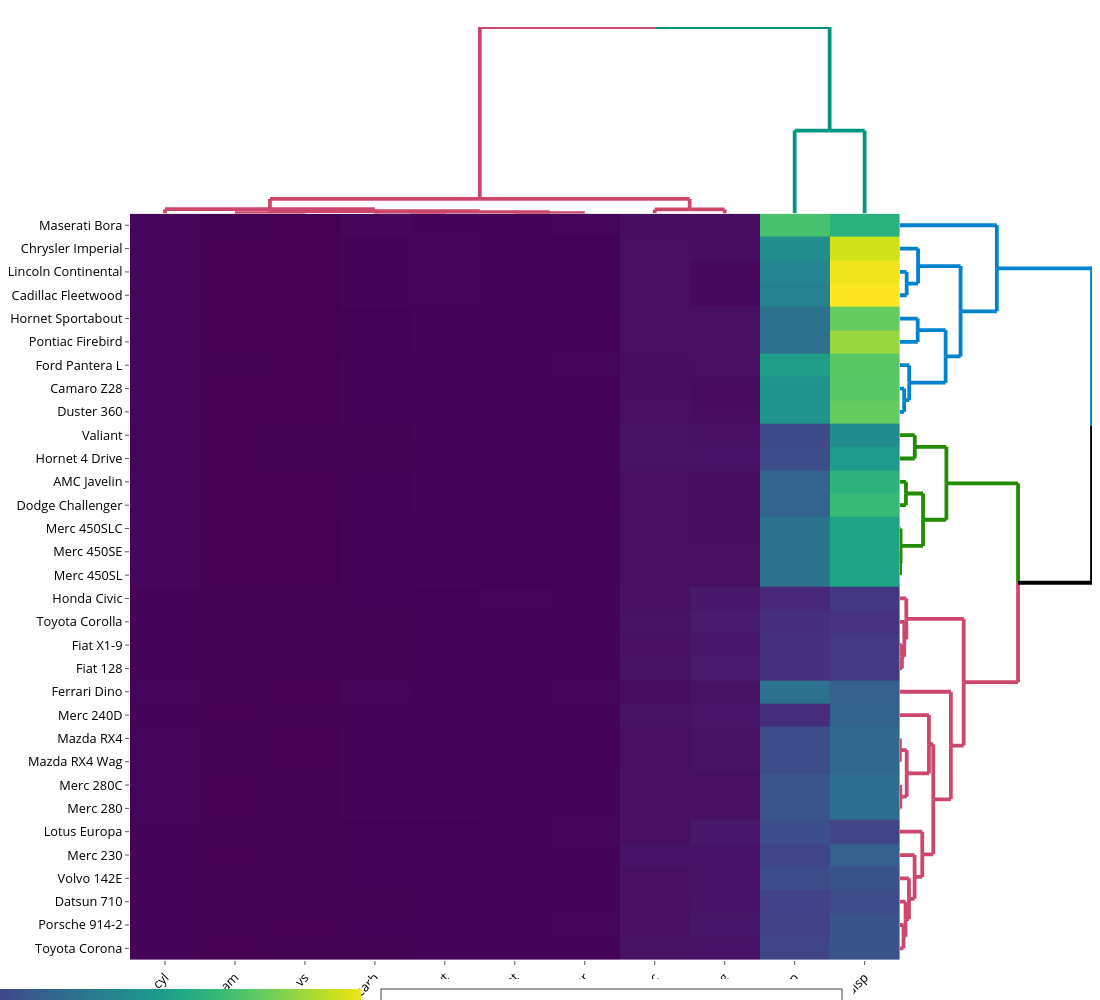 Maserati Bora
Chrysler Imperial
Lincoln Continental
Cadillac Fleetwood
Hornet Sportabout
Pontiac Firebird
Ford Pantera L
Camaro Z28
Duster 360
Valiant
Hornet 4 Drive
AMC Javelin
Dodge Challenger
Merc 450SLC
Merc 450SE
Merc 450SL
Honda Civic
Toyota Corolla
Fiat X1-9
Fiat 128
Ferrari Dino
Merc 240D
Mazda RX4
Mazda RX4 Wag
Merc 280C
Merc 280
Lotus Europa
Merc 230
Volvo 142E
Datsun 710
Porsche 914-2
Toyota Corona
cyl
am
vs